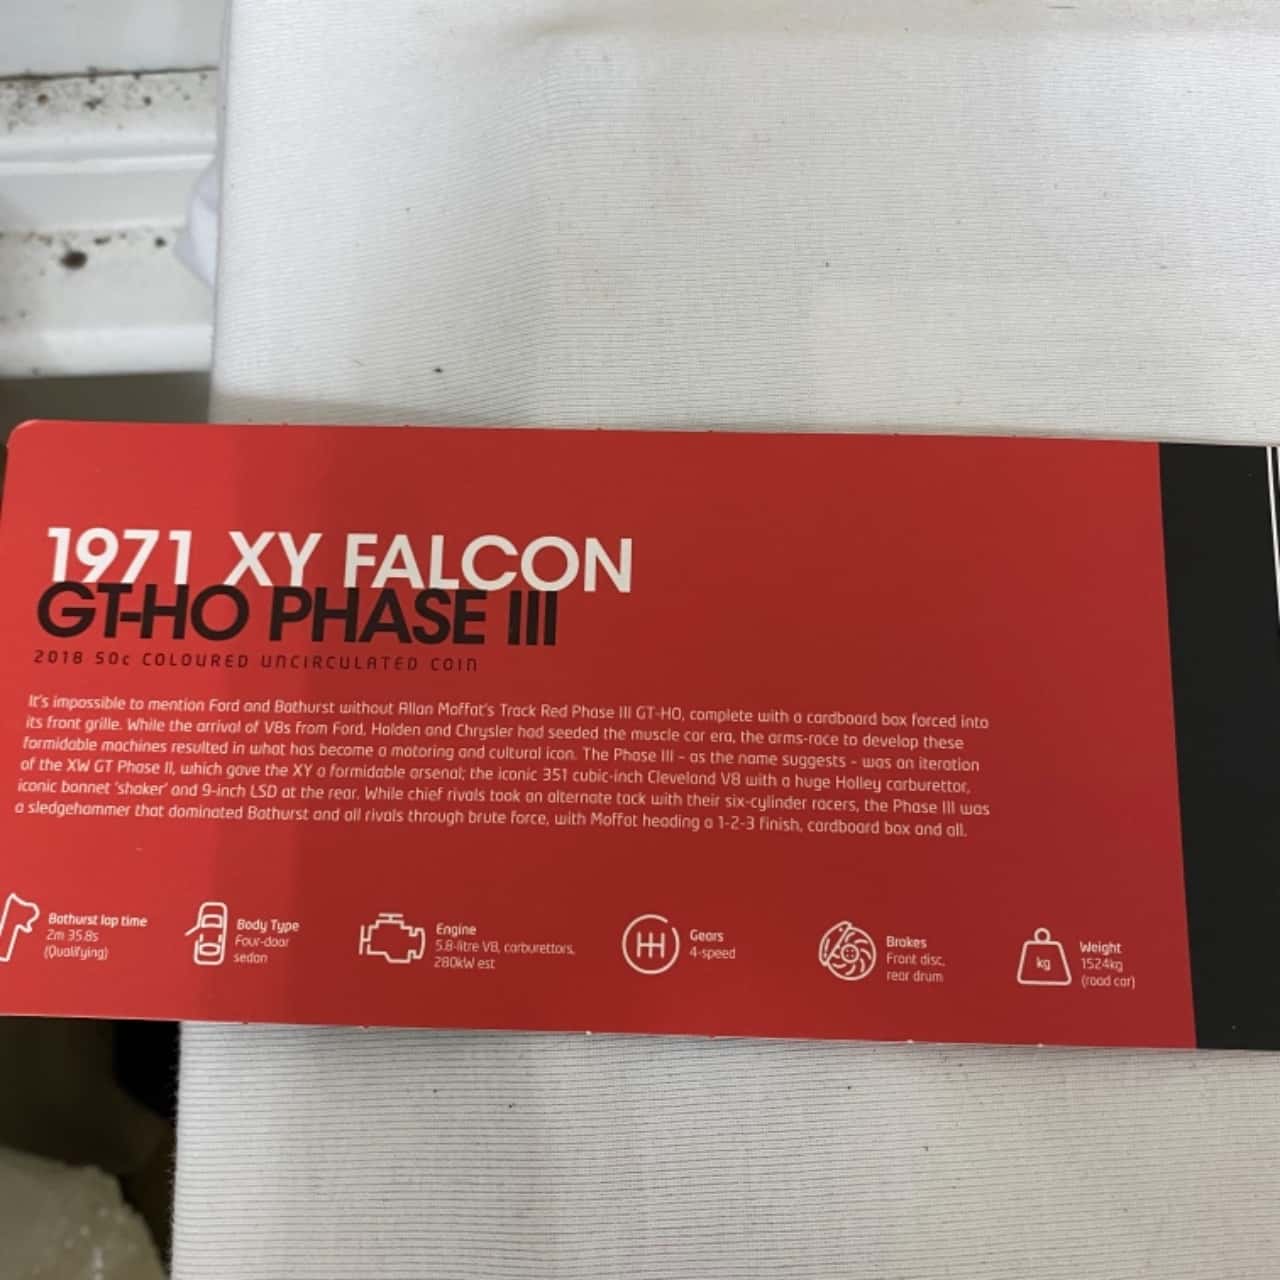 1971 XY FALCON
GT-HO PHASE III
2018 50c COLOURED UNCIRCULATED COIN
It's impossible to mention Ford and Bathurst without Allan Moffat's Track Red Phase III GT-HO, complete with a cardboard box forced into
its front grille. While the arrival of V8s from Ford, Holden and Chrysler had seeded the muscle car era, the arms-race to develop these
formidable machines resulted in what has become a motoring and cultural icon. The Phase III - as the name suggests - was an iteration
of the XW GT Phase II, which gave the XY a formidable arsenal; the iconic 351 cubic-inch Cleveland V8 with a huge Holley carburettor,
iconic bonnet 'shaker' and 9-inch LSD at the rear. While chief rivals took an alternate tack with their six-cylinder racers, the Phase III was
a sledgehammer that dominated Bathurst and all rivals through brute force, with Moffat heading a 1-2-3 finish, cardboard box and all.
Bathurst lap time
2m 35.8s
(Qualifying)
Body Type
Four-door
sedan
Engine
5.8-litre V8, carburettors,
280kW est
Gears
4-speed
Brakes
Front disc,
rear drum
kg
Weight
1524kg
(road car)